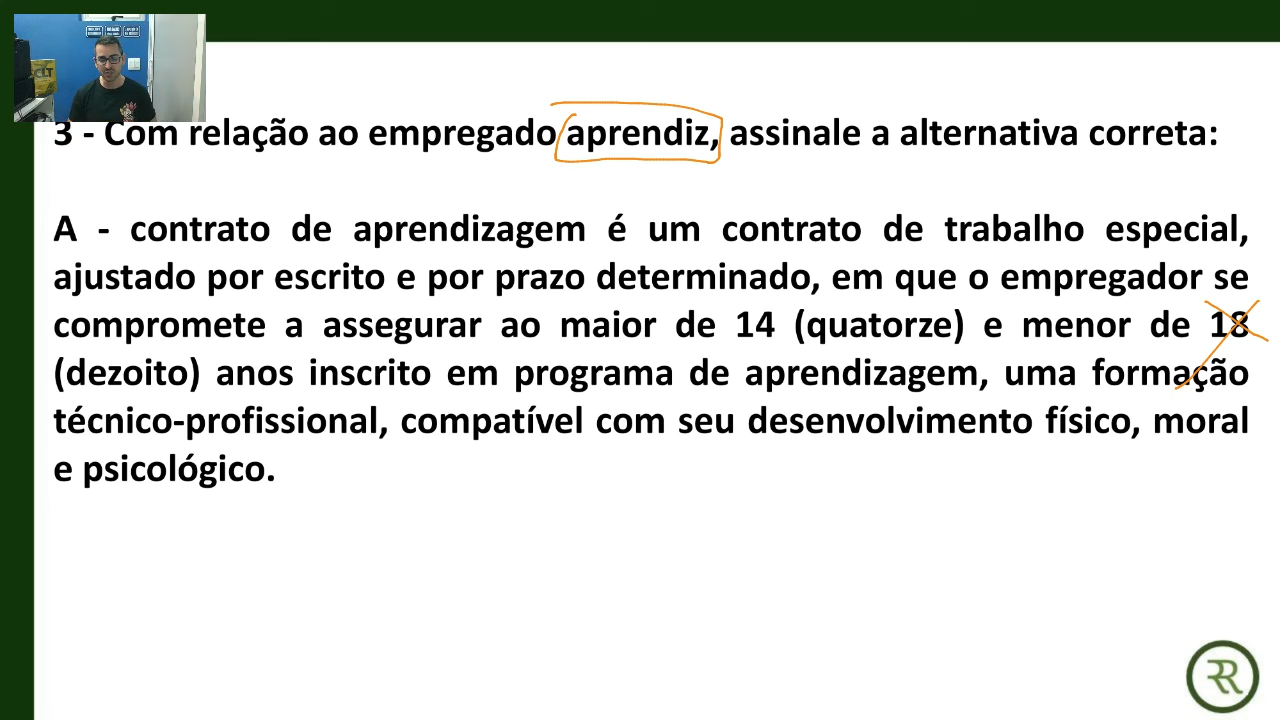 CLT
3 - Com relação ao empregado aprendiz, assinale a alternativa correta:
A - contrato de aprendizagem é um contrato de trabalho especial,
ajustado por escrito e por prazo determinado, em que o empregador se
compromete a assegurar ao maior de 14 (quatorze) e menor de 18
(dezoito) anos inscrito em programa de aprendizagem, uma formação
técnico-profissional, compatível com seu desenvolvimento físico, moral
e psicológico.